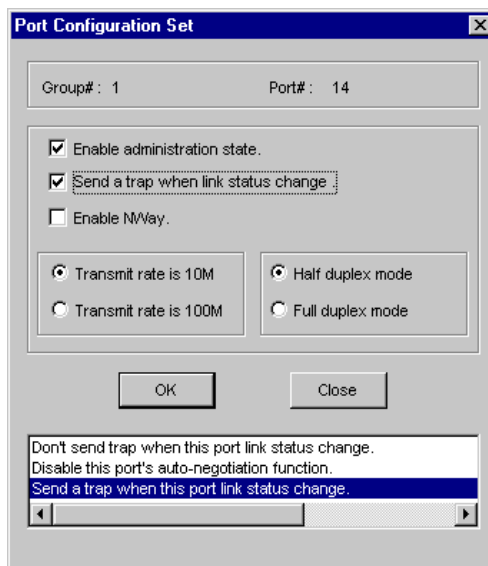 Port Configuration Set
Group# : 1 Port# : 14
Enable administration state.
Send a trap when link status change .
Enable NWay.
Transmit rate is 10M
Half duplex mode
Transmit rate is 100M
Full duplex mode
OK Close
Don't send trap when this port link status change.
Disable this port's auto-negotiation function.
Send a trap when this port link status change.